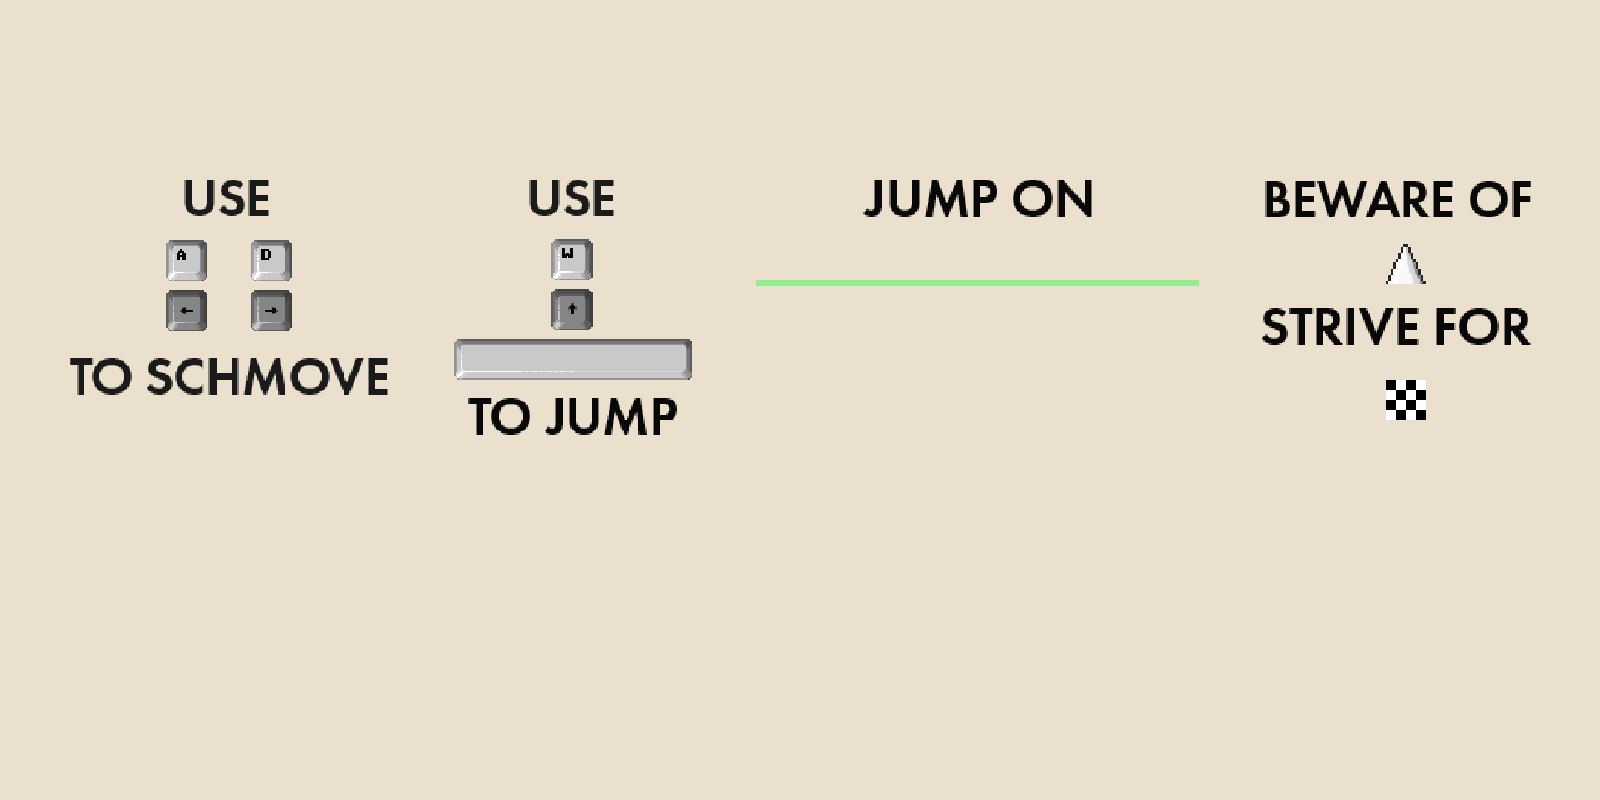 USE
A D
← →
TO SCHMOVE
USE
W
↑
TO JUMP
JUMP ON
BEWARE OF
STRIVE FOR